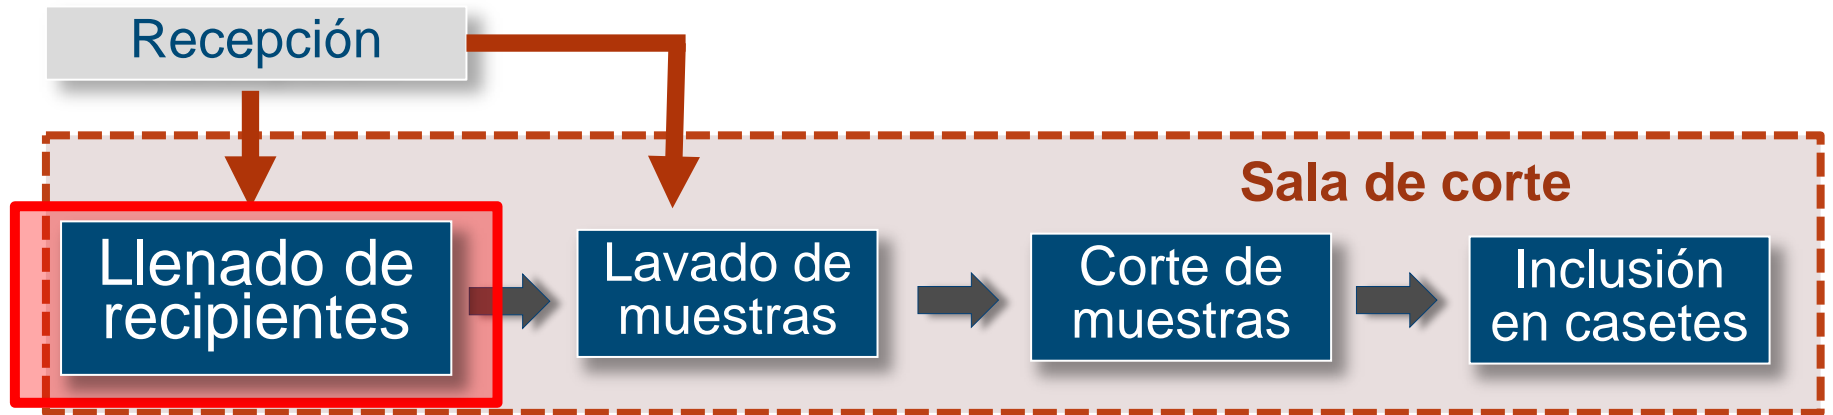 Recepción
Sala de corte
Llenado de
recipientes
Lavado de
muestras
Corte de
muestras
Inclusión
en casetes